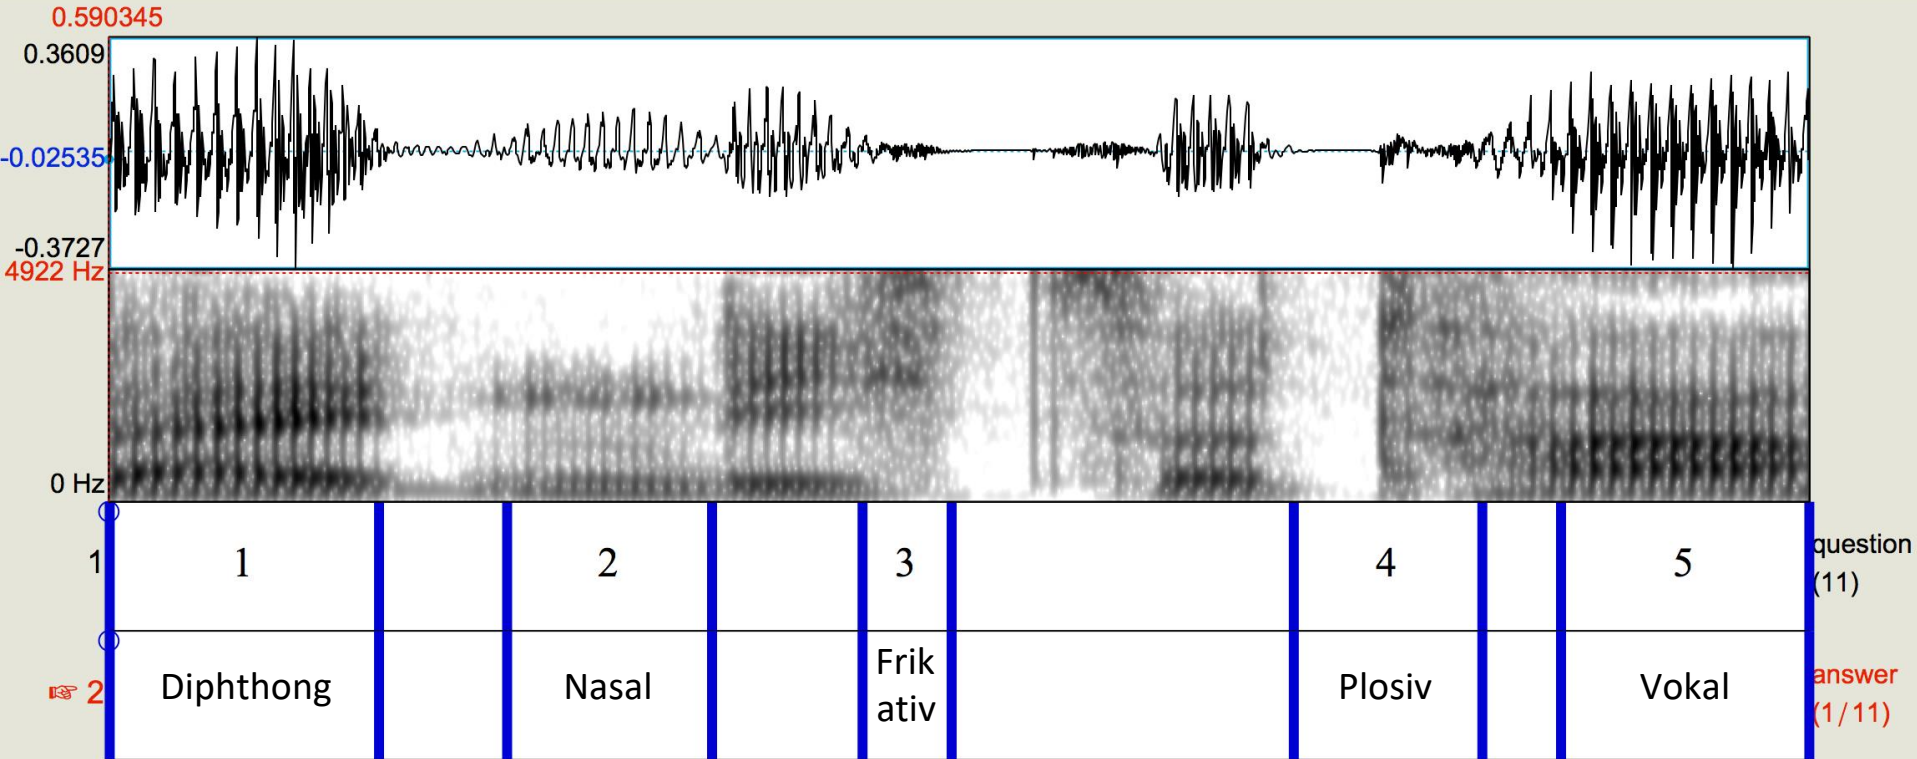 0.590345
0.3609
-0.02535
-0.3727
4922 Hz
0 Hz
1 1 2 3 4 5 question
(11)
☞ 2 Diphthong Nasal Frik
ativ Plosiv Vokal answer
(1/11)